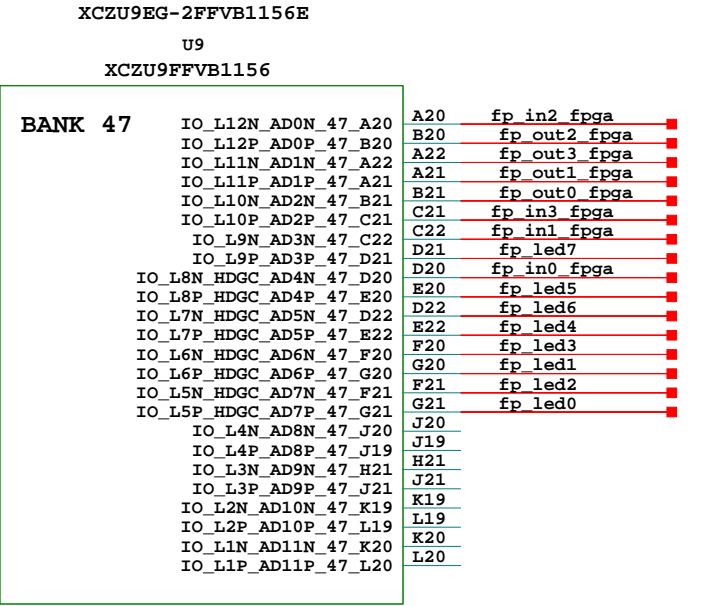 XCZU9EG-2FFVB1156E
U9
XCZU9FFVB1156
BANK 47
IO_L12N_AD0N_47_A20 A20 fp_in2_fpga
IO_L12P_AD0P_47_B20 B20 fp_out2_fpga
IO_L11N_AD1N_47_A22 A22 fp_out3_fpga
IO_L11P_AD1P_47_A21 A21 fp_out1_fpga
IO_L10N_AD2N_47_B21 B21 fp_out0_fpga
IO_L10P_AD2P_47_C21 C21 fp_in3_fpga
IO_L9N_AD3N_47_C22 C22 fp_in1_fpga
IO_L9P_AD3P_47_D21 D21 fp_led7
IO_L8N_HDGC_AD4N_47_D20 D20 fp_in0_fpga
IO_L8P_HDGC_AD4P_47_E20 E20 fp_led5
IO_L7N_HDGC_AD5N_47_D22 D22 fp_led6
IO_L7P_HDGC_AD5P_47_E22 E22 fp_led4
IO_L6N_HDGC_AD6N_47_F20 F20 fp_led3
IO_L6P_HDGC_AD6P_47_G20 G20 fp_led1
IO_L5N_HDGC_AD7N_47_F21 F21 fp_led2
IO_L5P_HDGC_AD7P_47_G21 G21 fp_led0
IO_L4N_AD8N_47_J20 J20
IO_L4P_AD8P_47_J19 J19
IO_L3N_AD9N_47_H21 H21
IO_L3P_AD9P_47_J21 J21
IO_L2N_AD10N_47_K19 K19
IO_L2P_AD10P_47_L19 L19
IO_L1N_AD11N_47_K20 K20
IO_L1P_AD11P_47_L20 L20